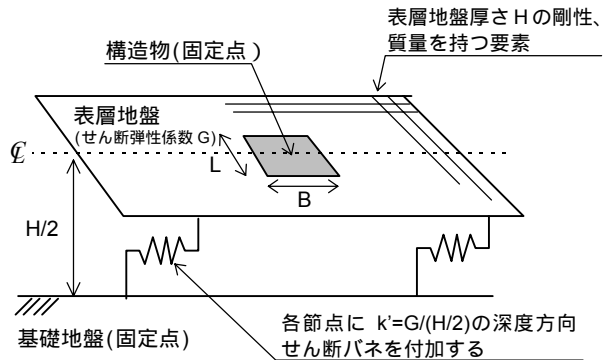 表層地盤厚さHの剛性、
質量を持つ要素
構造物(固定点)
表層地盤
(せん断弾性係数G)
℄
L
B
H/2
基礎地盤(固定点)
各節点に k'=G/(H/2)の深度方向
せん断バネを付加する